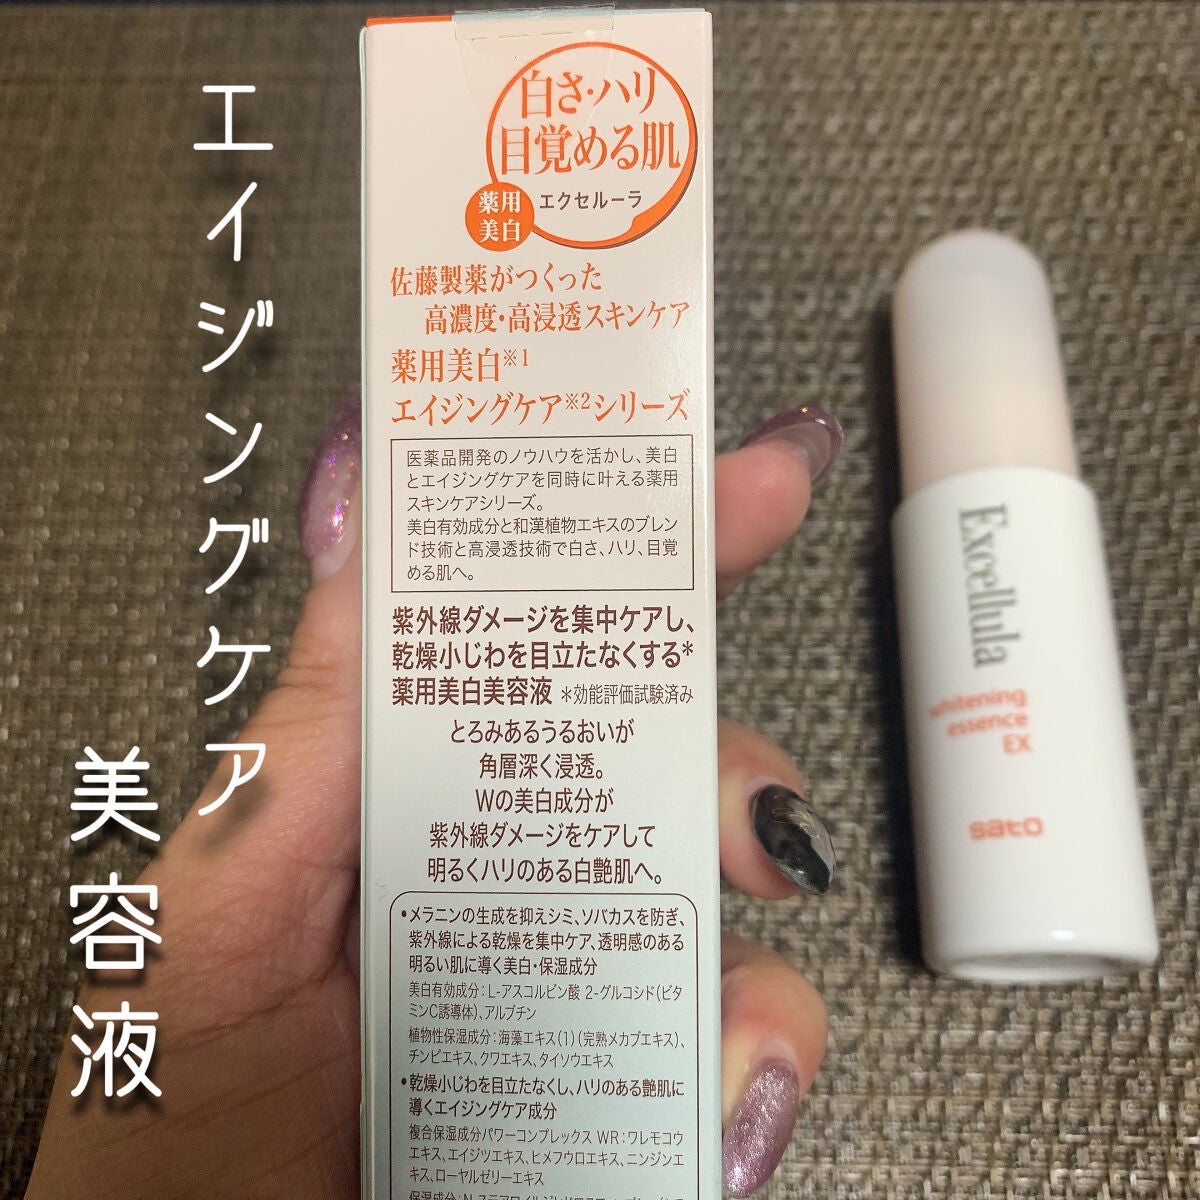 エイジングケア
美容液
白さ・ハリ
目覚める肌
薬用
美白
エクセルーラ
佐藤製薬がつくった
高濃度・高浸透スキンケア
薬用美白※1
エイジングケア※2シリーズ
医薬品開発のノウハウを活かし、美白
とエイジングケアを同時に叶える薬用
スキンケアシリーズ。
美白有効成分と和漢植物エキスのブレン
ド技術と高浸透技術で白さ、ハリ、目覚
める肌へ。
紫外線ダメージを集中ケアし、
乾燥小じわを目立たなくする*
薬用美白美容液 *効能評価試験済み
とろみあるうるおいが
角層深く浸透。
Wの美白成分が
紫外線ダメージをケアして
明るくハリのある白艶肌へ。
•メラニンの生成を抑えシミ、ソバカスを防ぎ、
紫外線による乾燥を集中ケア、透明感のある
明るい肌に導く美白・保湿成分
美白有効成分：L-アスコルビン酸 2-グルコシド(ビタ
ミンC誘導体)、アルブチン
植物性保湿成分：海藻エキス(1)(完熟メカブエキス)、
チンピエキス、クワエキス、タイソウエキス
•乾燥小じわを目立たなくし、ハリのある艶肌に
導くエイジングケア成分
複合保湿成分パワーコンプレックス WR：ワレモコウ
エキス、エイジツエキス、ヒメフウロエキス、ニンジンエ
キス、ローヤルゼリーエキス
Excellula
whitening
essence
EX
sato